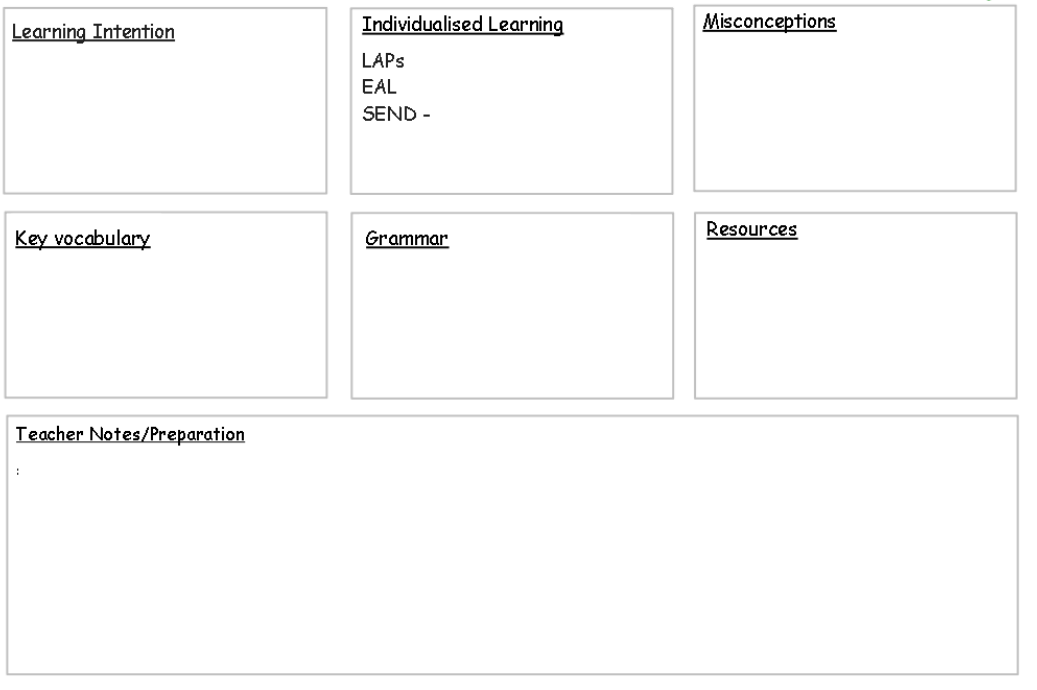 Learning Intention
Individualised Learning
LAPs
EAL
SEND -
Misconceptions
Key vocabulary
Grammar
Resources
Teacher Notes/Preparation
: